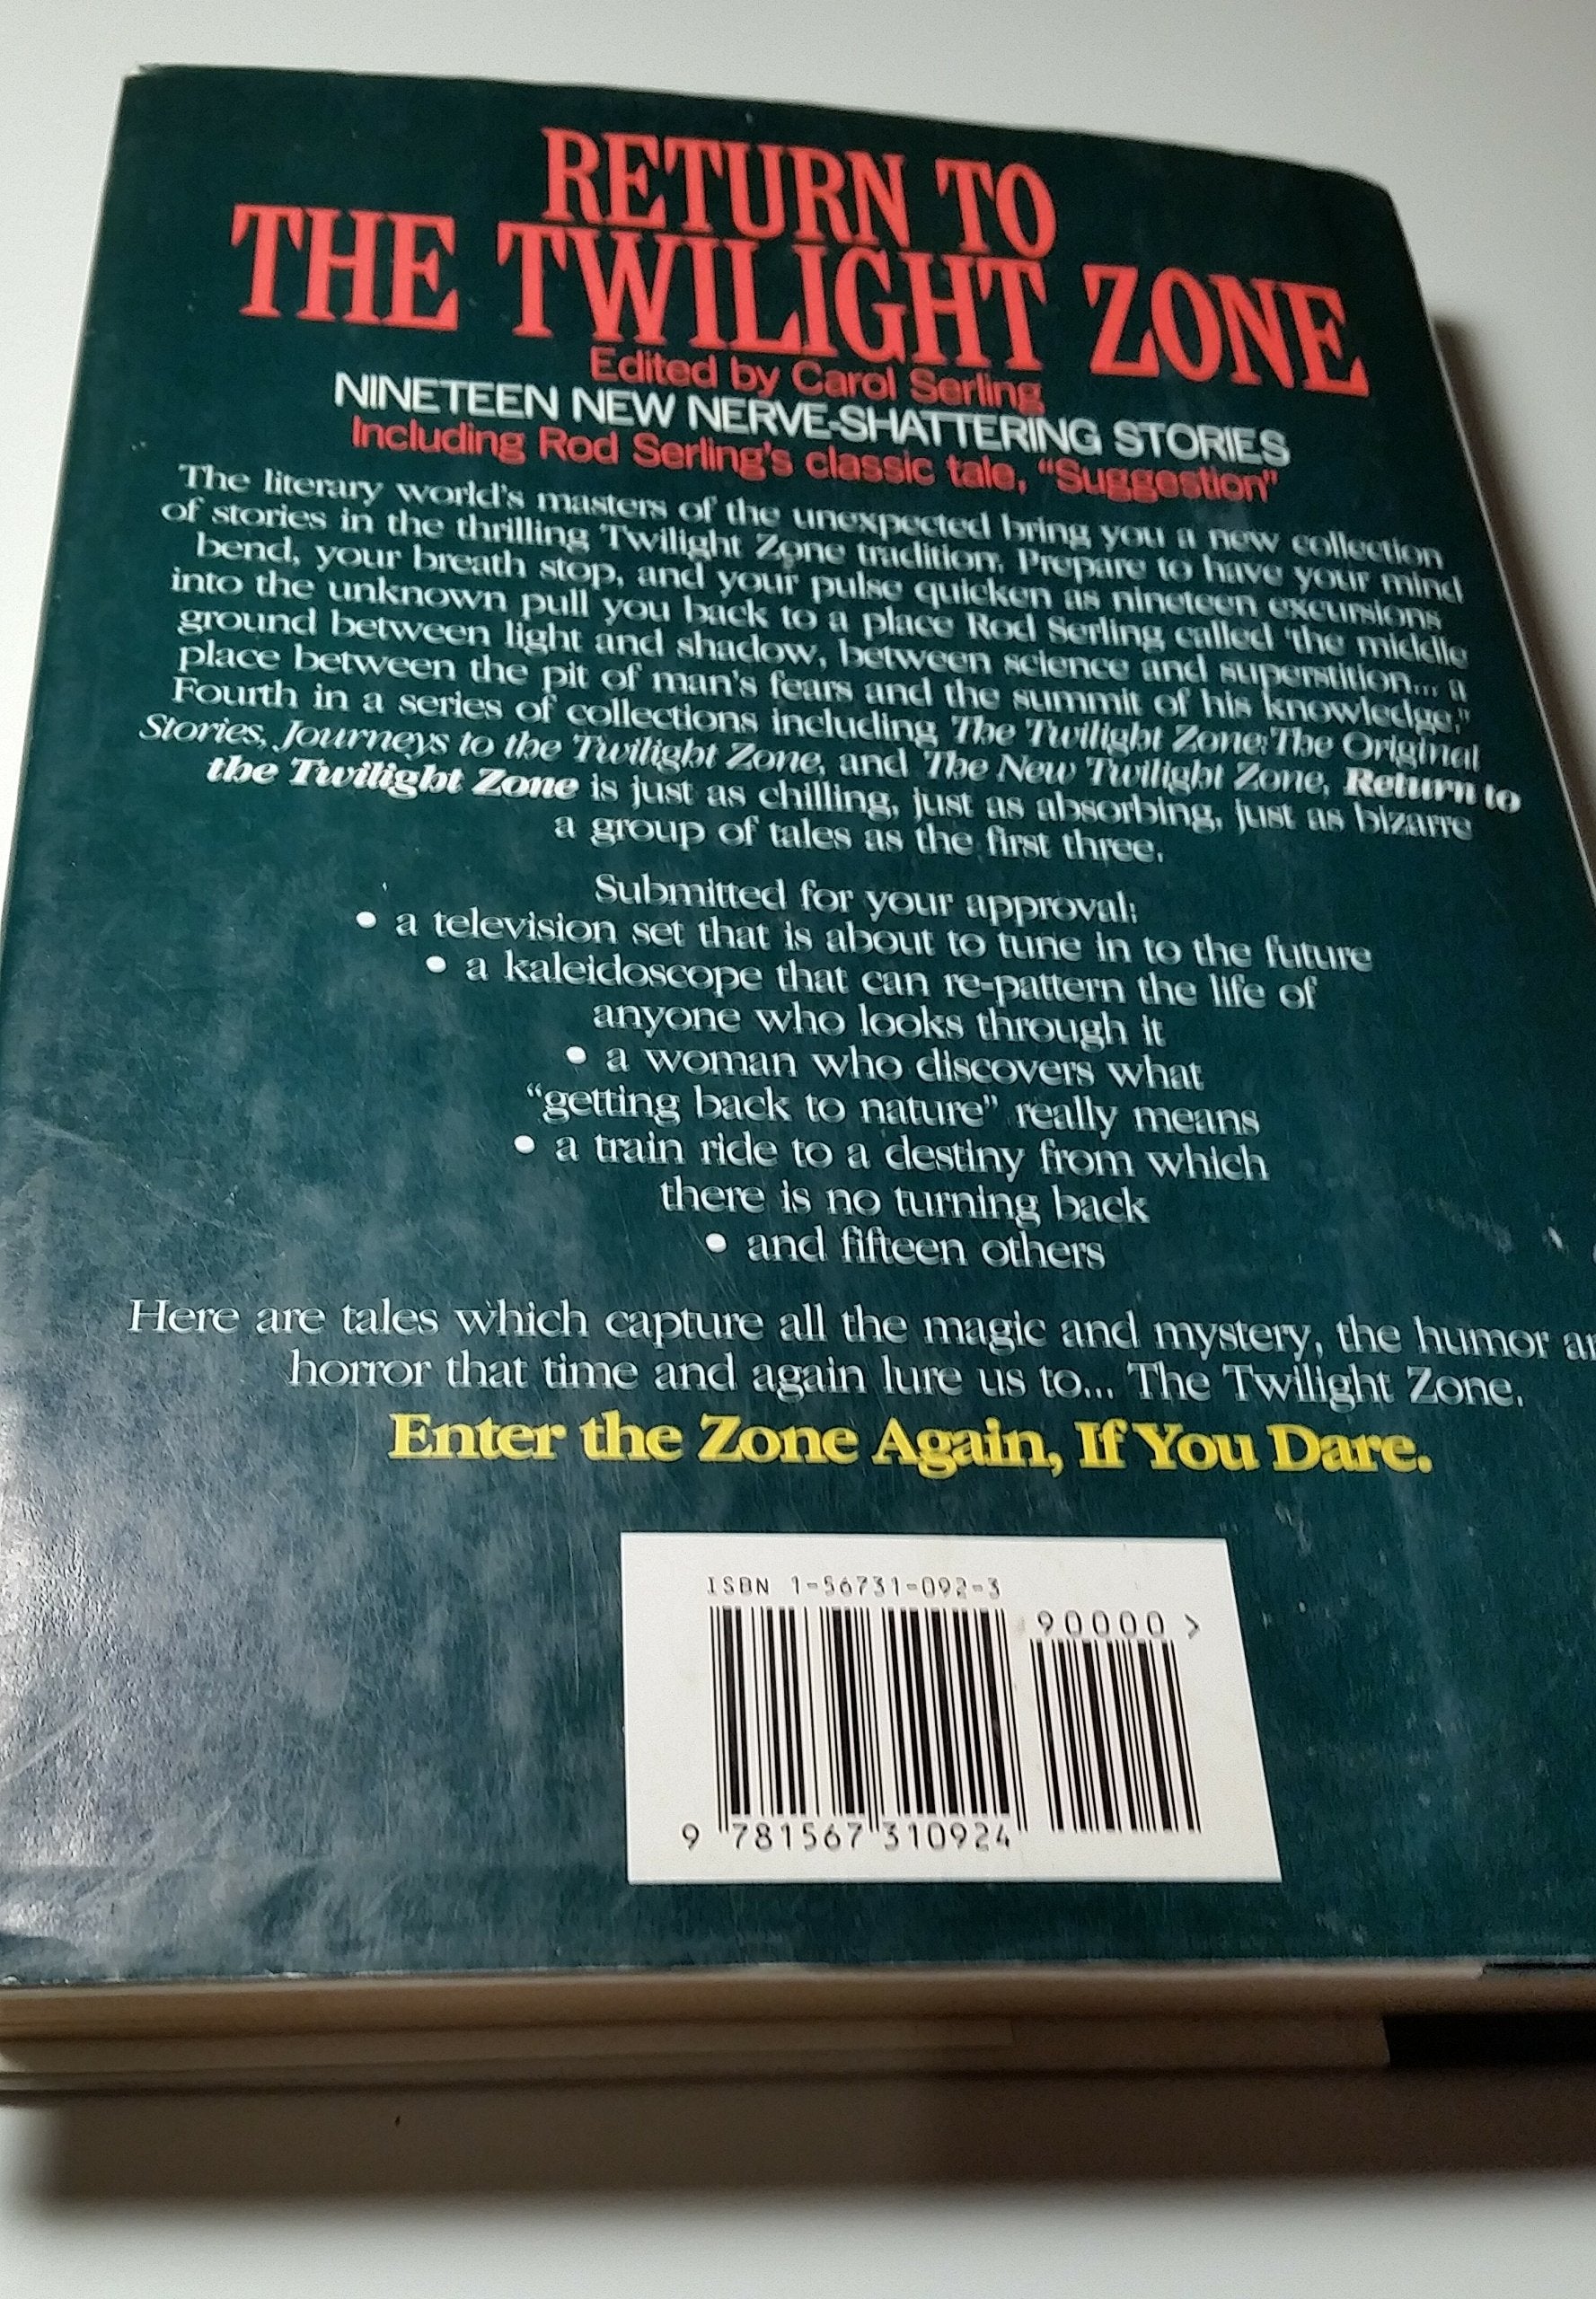 RETURN TO
THE TWILIGHT ZONE
Edited by Carol Serling
NINETEEN NEW NERVE-SHATTERING STORIES
Including Rod Serling's classic tale, "Suggestion"
The literary world's masters of the unexpected bring you a new collection
of stories in the thrilling Twilight Zone tradition. Prepare to have your mind
bend, your breath stop, and your pulse quicken as nineteen excursions
into the unknown pull you back to a place Rod Serling called "the middle
ground between light and shadow, between science and superstition... a
place between the pit of man's fears and the summit of his knowledge."
Fourth in a series of collections including The Twilight Zone: The Original
Stories, Journeys to the Twilight Zone, and The New Twilight Zone, Return to
the Twilight Zone is just as chilling, just as absorbing, just as bizarre
a group of tales as the first three.
Submitted for your approval:
• a television set that is about to tune in to the future
• a kaleidoscope that can re-pattern the life of
anyone who looks through it
• a woman who discovers what
"getting back to nature" really means
• a train ride to a destiny from which
there is no turning back
• and fifteen others
Here are tales which capture all the magic and mystery, the humor
horror that time and again lure us to... The Twilight Zone.
Enter the Zone Again, If You Dare.
ISBN 1-56731-092-3
90000 >
9 781567 310924